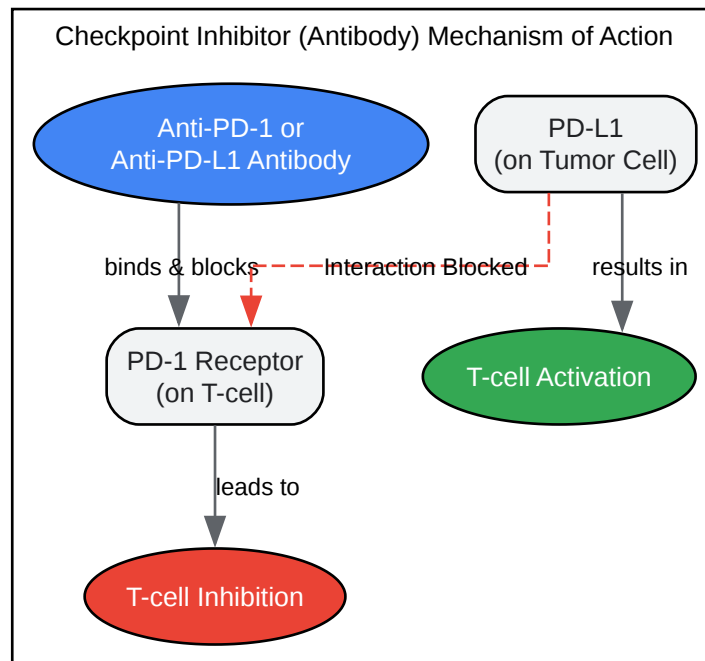 Checkpoint Inhibitor (Antibody) Mechanism of Action
Anti-PD-1 or
Anti-PD-L1 Antibody
PD-L1
(on Tumor Cell)
binds & blocks
Interaction Blocked
results in
PD-1 Receptor
(on T-cell)
T-cell Activation
leads to
T-cell Inhibition